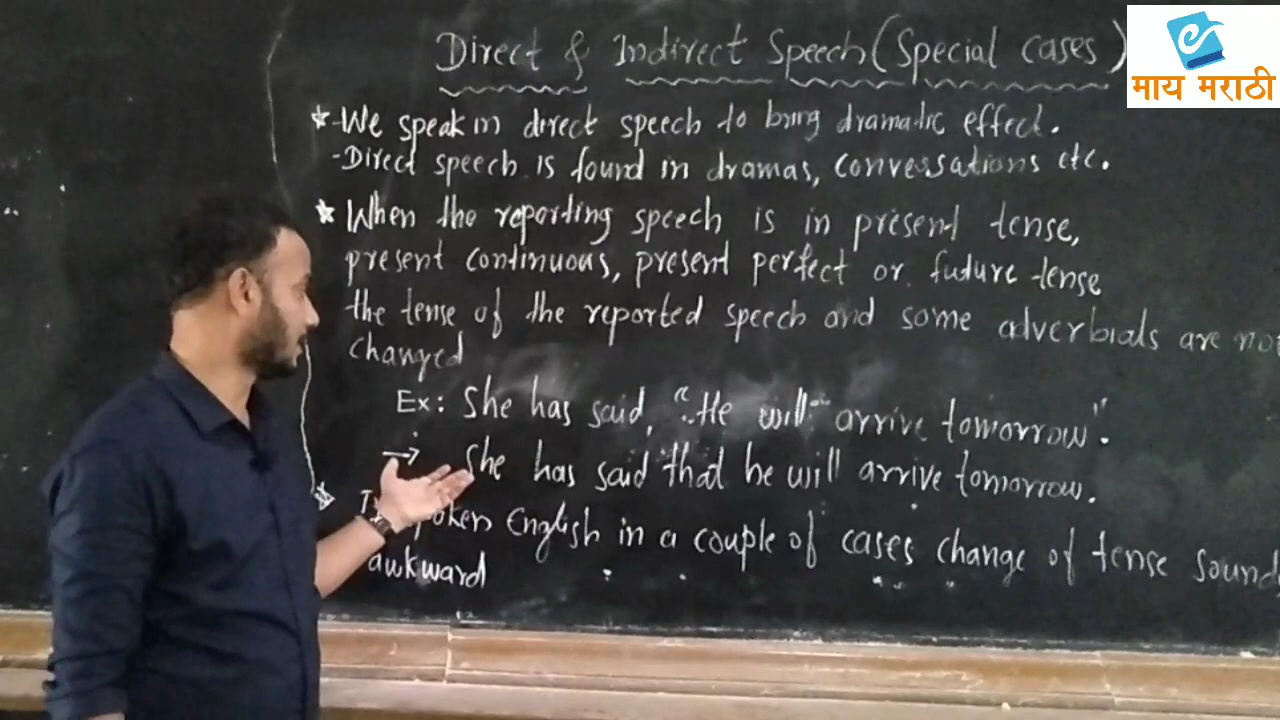 Direct & Indirect Speech (Special cases)
माय मराठी
* -We speak in direct speech to bring dramatic effect.
-Direct speech is found in dramas, conversations etc.
* When the reporting speech is in present tense,
present continuous, present perfect or future tense
the tense of the reported speech and some adverbials are not
changed
Ex: She has said, "He will arrive tomorrow".
→ She has said that he will arrive tomorrow.
* spoken English in a couple of cases change of tense sound
awkward